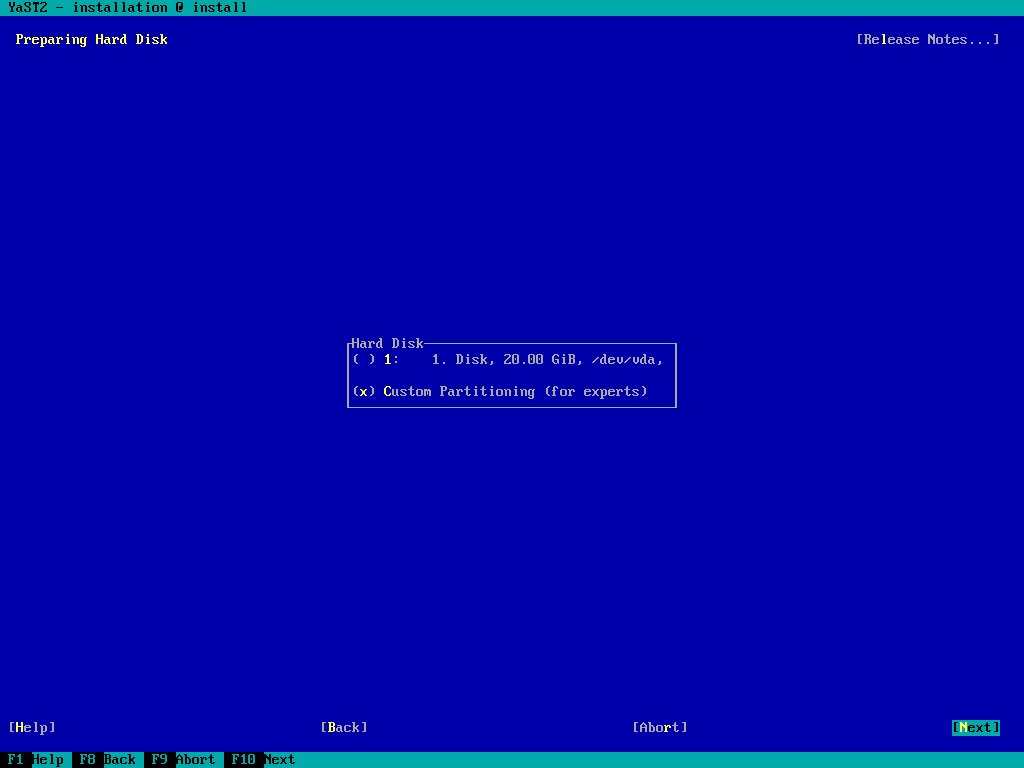 YaST2 - installation @ install
Preparing Hard Disk [Release Notes...]
Hard Disk
( ) 1: 1. Disk, 20.00 GiB, /dev/vda,
(x) Custom Partitioning (for experts)
[Help] [Back] [Abort] [Next]
F1 Help F8 Back F9 Abort F10 Next